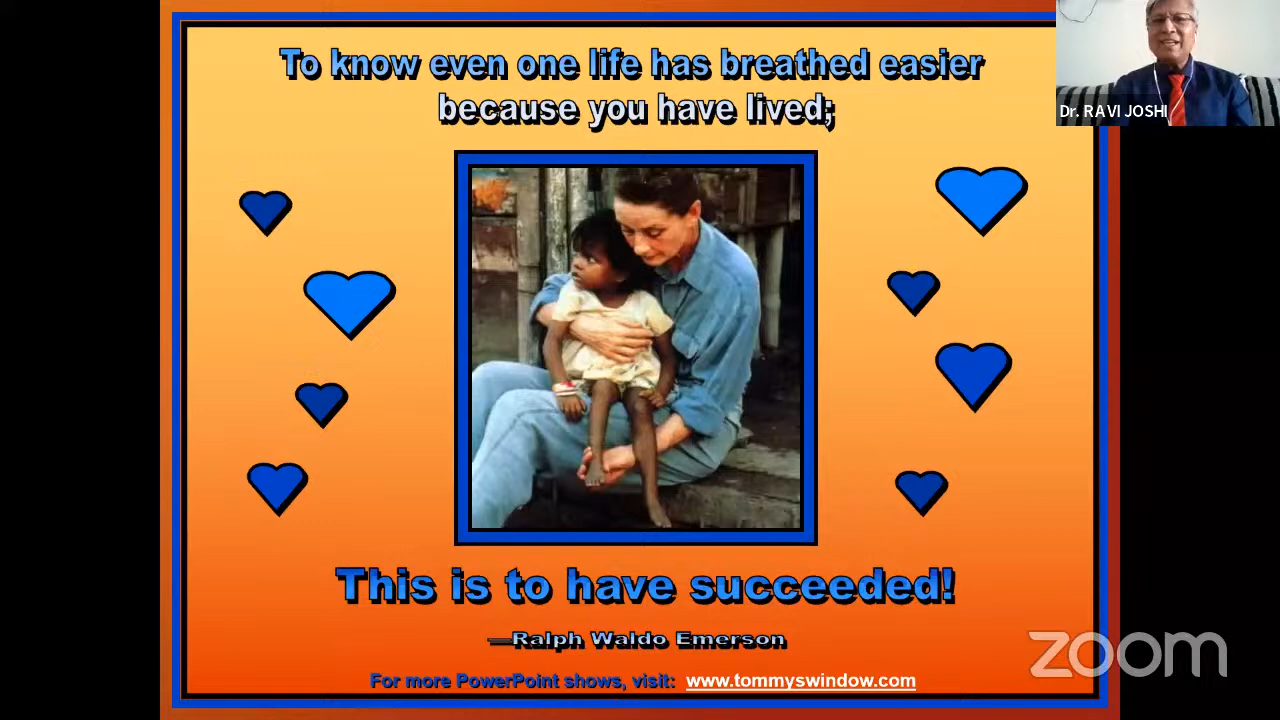 To know even one life has breathed easier
because you have lived;
Dr. RAVI JOSHI
This is to have succeeded!
—Ralph Waldo Emerson
For more PowerPoint shows, visit: www.tommyswindow.com
zoom